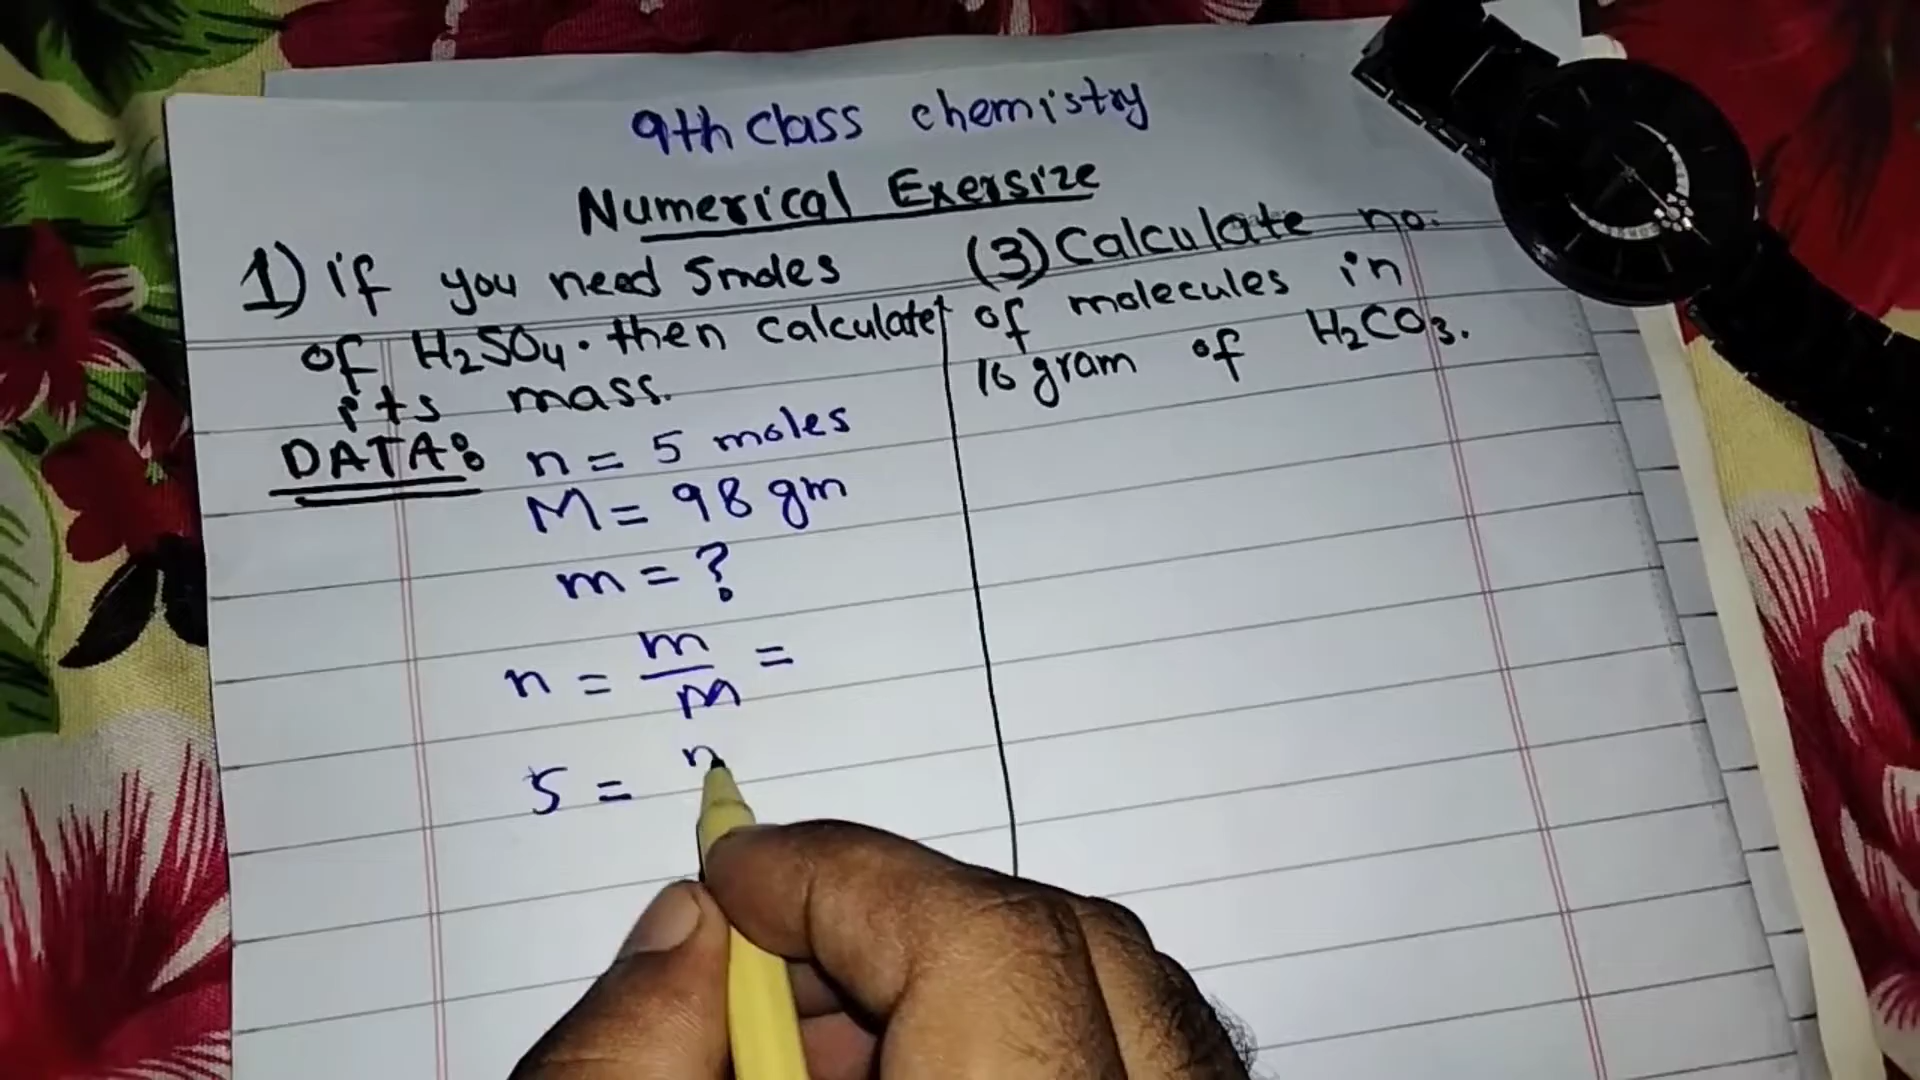 9th class chemistry
Numerical Exersize
1) if you need 5moles
of H₂SO₄. then calculate
its mass.
DATA:
n = 5 moles
M = 98 gm
m = ?
n = m/M =
5 =
(3) Calculate no.
of molecules in
16 gram of H₂CO₃.